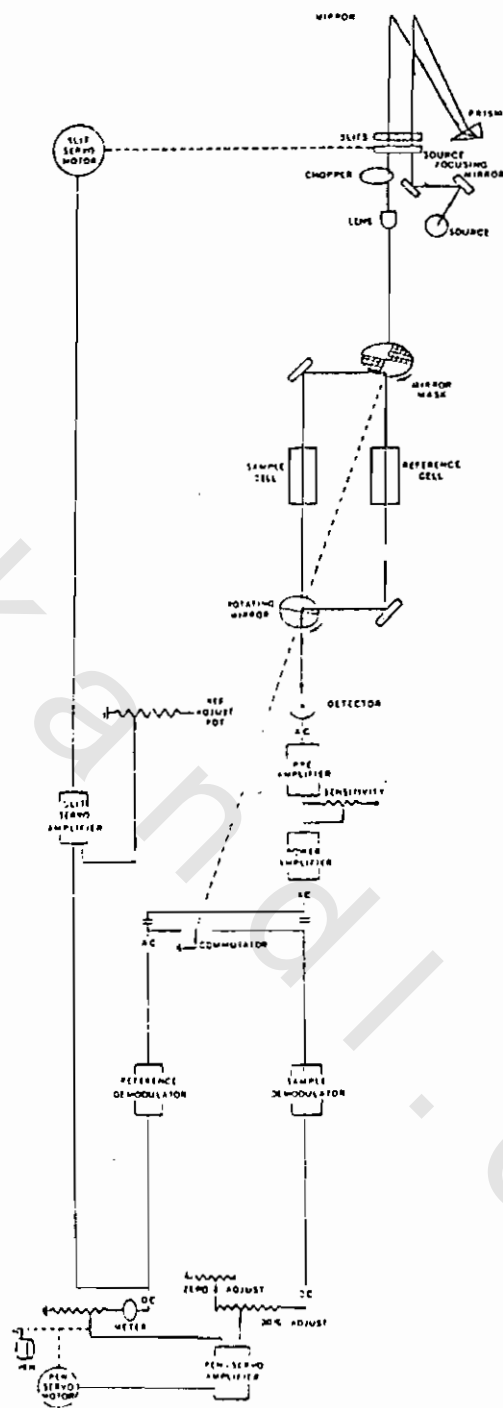 MIRROR
PRISM
SLITS
SLIT
SERVO
MOTOR
SOURCE
FOCUSING
MIRROR
CHOPPER
LENS
SOURCE
MIRROR
MASK
SAMPLE
CELL
REFERENCE
CELL
ROTATING
MIRROR
REF
ADJUST
POT
DETECTOR
AC
PRE
AMPLIFIER
SENSITIVITY
SLIT
SERVO
AMPLIFIER
POWER
AMPLIFIER
AC
AC
COMMUTATOR
REFERENCE
DEMODULATOR
SAMPLE
DEMODULATOR
ZERO ADJUST
DC
DC
METER
ADJUST
PEN
PEN-SERVO
AMPLIFIER
PEN
SERVO
MOTOR
k a n d l . c